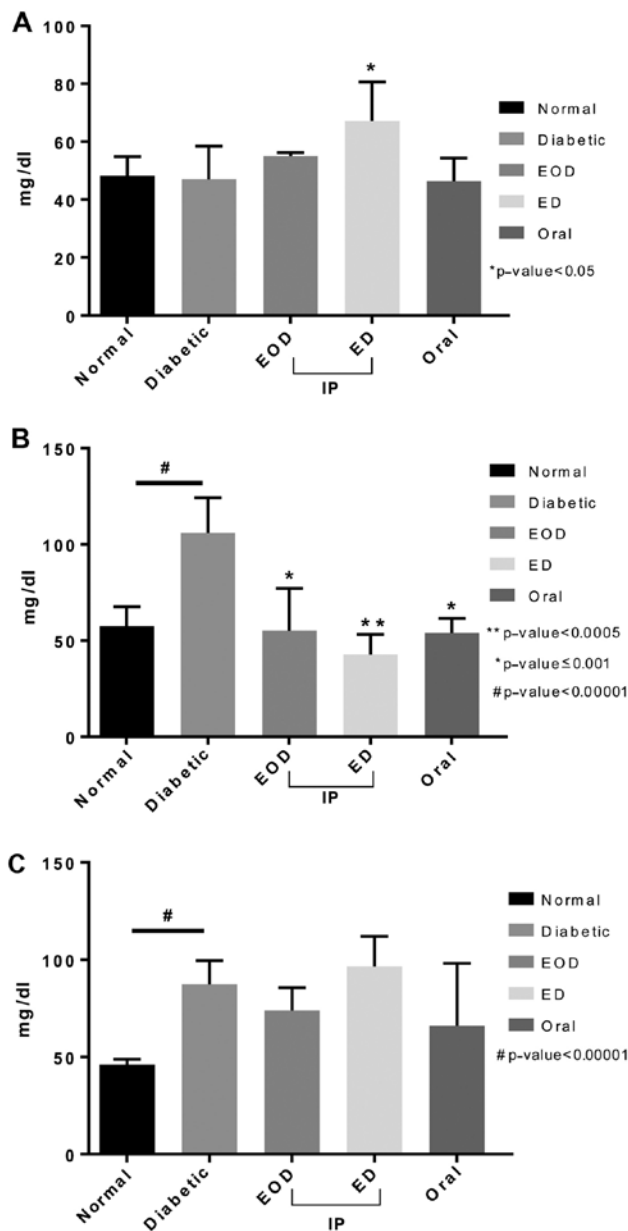 A
100
80
60
40
20
0
mg/dl
*
Normal
Diabetic
EOD
ED
Oral
*p-value<0.05
Normal
Diabetic
EOD
ED
Oral
IP
B
150
100
50
0
mg/dl
#
*
**
*
Normal
Diabetic
EOD
ED
Oral
**p-value<0.0005
*p-value≤0.001
#p-value<0.00001
Normal
Diabetic
EOD
ED
Oral
IP
C
150
100
50
0
mg/dl
#
Normal
Diabetic
EOD
ED
Oral
#p-value<0.00001
Normal
Diabetic
EOD
ED
Oral
IP